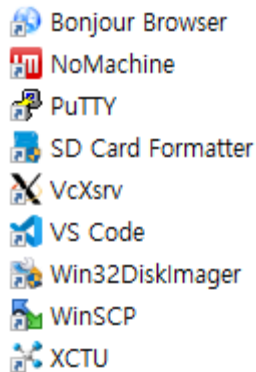 Bonjour Browser
NoMachine
PuTTY
SD Card Formatter
VcXsrv
VS Code
Win32DiskImager
WinSCP
XCTU